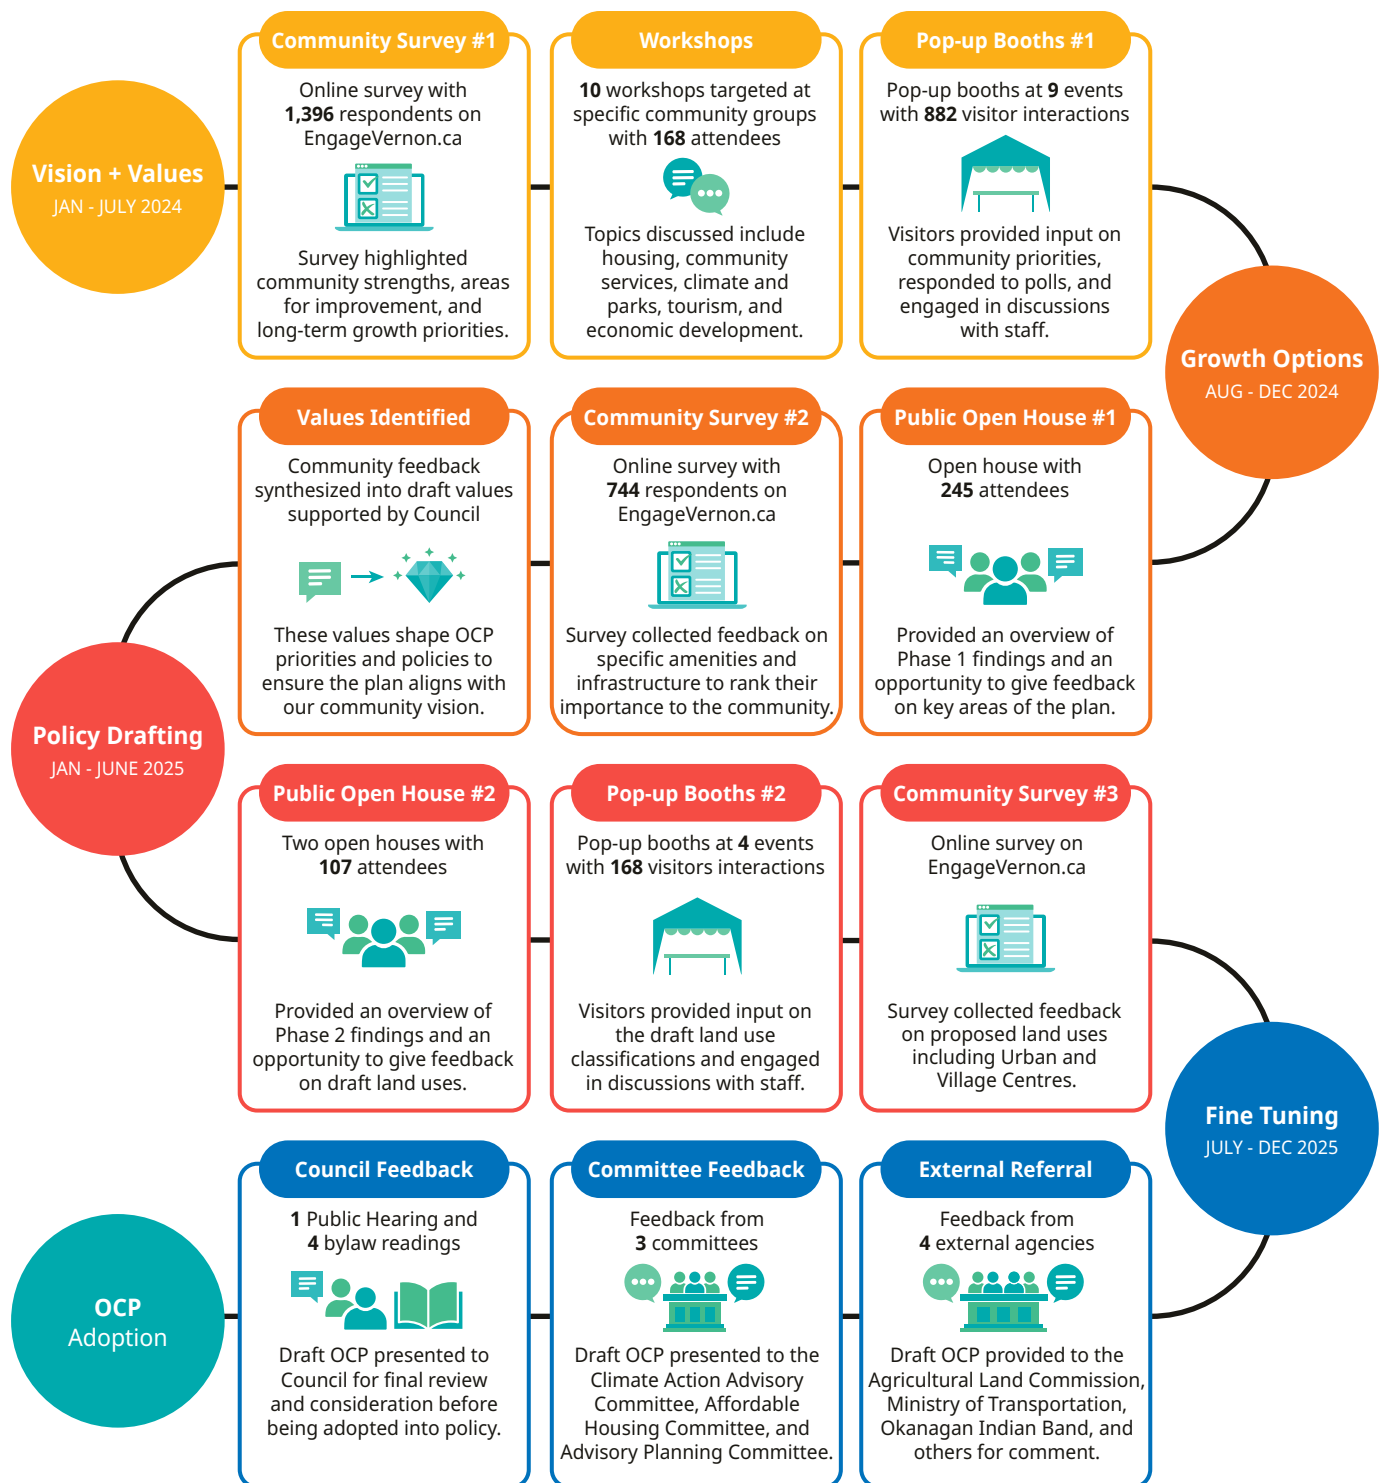 Vision + Values
JAN - JULY 2024
Community Survey #1
Online survey with
1,396 respondents on
EngageVernon.ca
Survey highlighted
community strengths, areas
for improvement, and
long-term growth priorities.
Workshops
10 workshops targeted at
specific community groups
with 168 attendees
Topics discussed include
housing, community
services, climate and
parks, tourism, and
economic development.
Pop-up Booths #1
Pop-up booths at 9 events
with 882 visitor interactions
Visitors provided input on
community priorities,
responded to polls, and
engaged in discussions
with staff.
Growth Options
AUG - DEC 2024
Values Identified
Community feedback
synthesized into draft values
supported by Council
These values shape OCP
priorities and policies to
ensure the plan aligns with
our community vision.
Community Survey #2
Online survey with
744 respondents on
EngageVernon.ca
Survey collected feedback on
specific amenities and
infrastructure to rank their
importance to the community.
Public Open House #1
Open house with
245 attendees
Provided an overview of
Phase 1 findings and an
opportunity to give feedback
on key areas of the plan.
Policy Drafting
JAN - JUNE 2025
Public Open House #2
Two open houses with
107 attendees
Provided an overview of
Phase 2 findings and an
opportunity to give feedback
on draft land uses.
Pop-up Booths #2
Pop-up booths at 4 events
with 168 visitors interactions
Visitors provided input on
the draft land use
classifications and engaged
in discussions with staff.
Community Survey #3
Online survey on
EngageVernon.ca
Survey collected feedback
on proposed land uses
including Urban and
Village Centres.
Fine Tuning
JULY - DEC 2025
Council Feedback
1 Public Hearing and
4 bylaw readings
Draft OCP presented to
Council for final review
and consideration before
being adopted into policy.
Committee Feedback
Feedback from
3 committees
Draft OCP presented to the
Climate Action Advisory
Committee, Affordable
Housing Committee, and
Advisory Planning Committee.
External Referral
Feedback from
4 external agencies
Draft OCP provided to the
Agricultural Land Commission,
Ministry of Transportation,
Okanagan Indian Band, and
others for comment.
OCP
Adoption